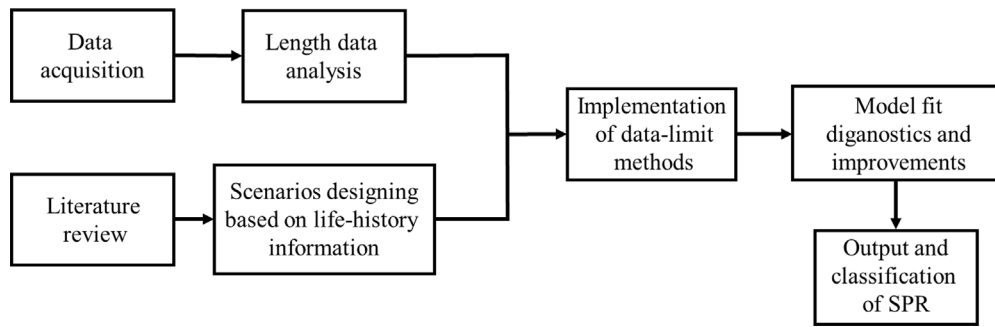 Data
acquisition
Length data
analysis
Literature
review
Scenarios designing
based on life-history
information
Implementation
of data-limit
methods
Model fit
diganostics and
improvements
Output and
classification
of SPR